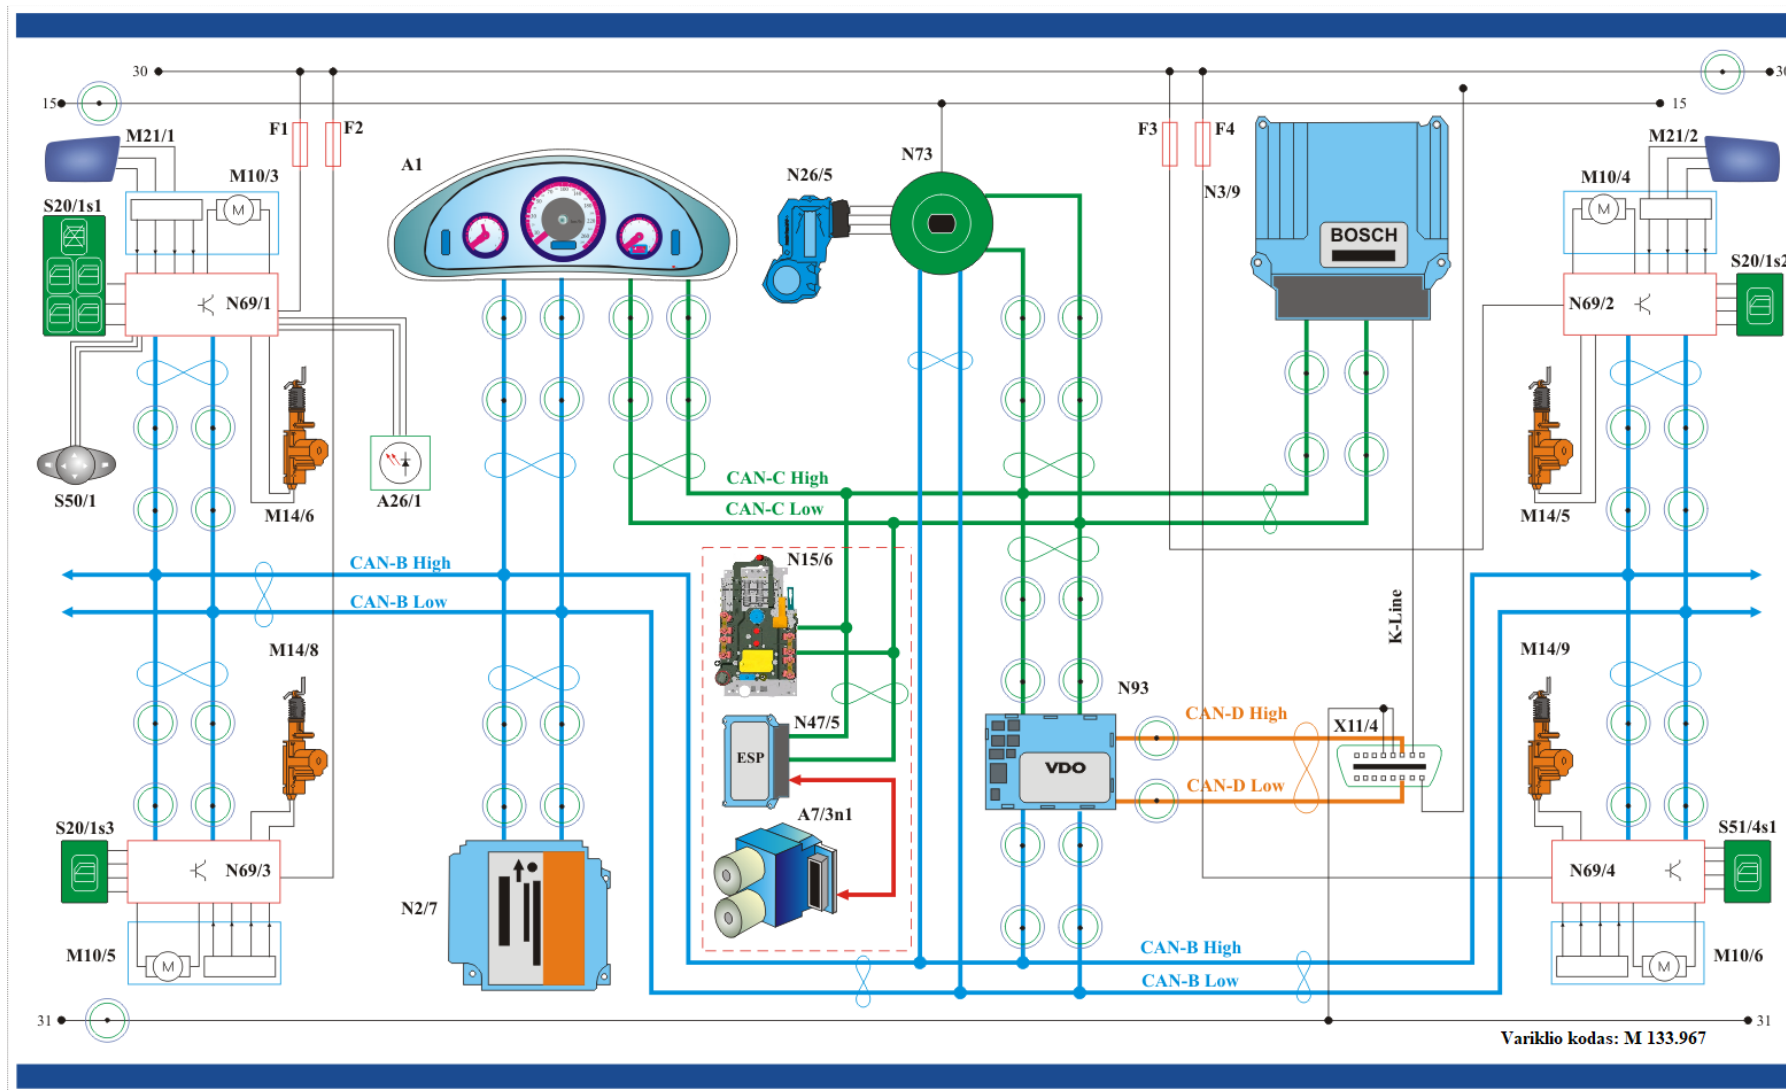 30
30
15
15
M21/1
F1
F2
F3
F4
M21/2
A1
N73
M10/3
N26/5
N3/9
M10/4
M
M
S20/1s1
BOSCH
S20/1s2
N69/1
N69/2
S50/1
M14/6
A26/1
M14/5
CAN-C High
CAN-C Low
CAN-B High
CAN-B Low
N15/6
K-Line
M14/8
M14/9
N93
N47/5
CAN-D High
X11/4
ESP
VDO
CAN-D Low
A7/3n1
S20/1s3
S51/4s1
N69/3
N69/4
N2/7
M10/5
M
CAN-B High
CAN-B Low
M
M10/6
31
31
Variklio kodas: M 133.967